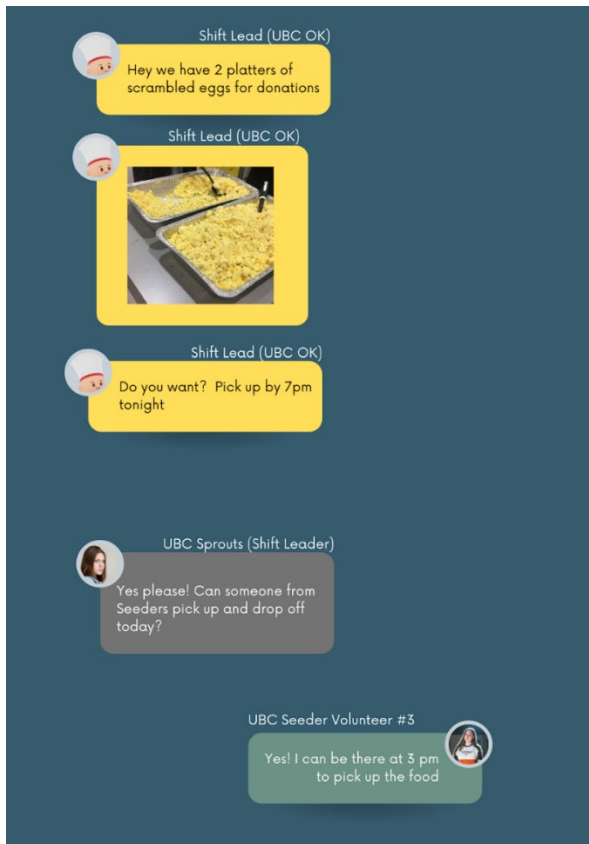 Shift Lead (UBC OK)
Hey we have 2 platters of
scrambled eggs for donations
Shift Lead (UBC OK)
Shift Lead (UBC OK)
Do you want? Pick up by 7pm
tonight
UBC Sprouts (Shift Leader)
Yes please! Can someone from
Seeders pick up and drop off
today?
UBC Seeder Volunteer #3
Yes! I can be there at 3 pm
to pick up the food